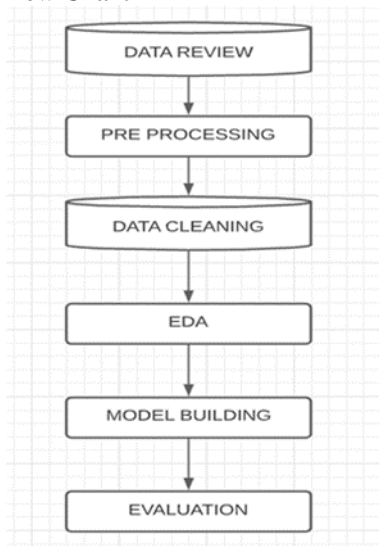 DATA REVIEW
PRE PROCESSING
DATA CLEANING
EDA
MODEL BUILDING
EVALUATION